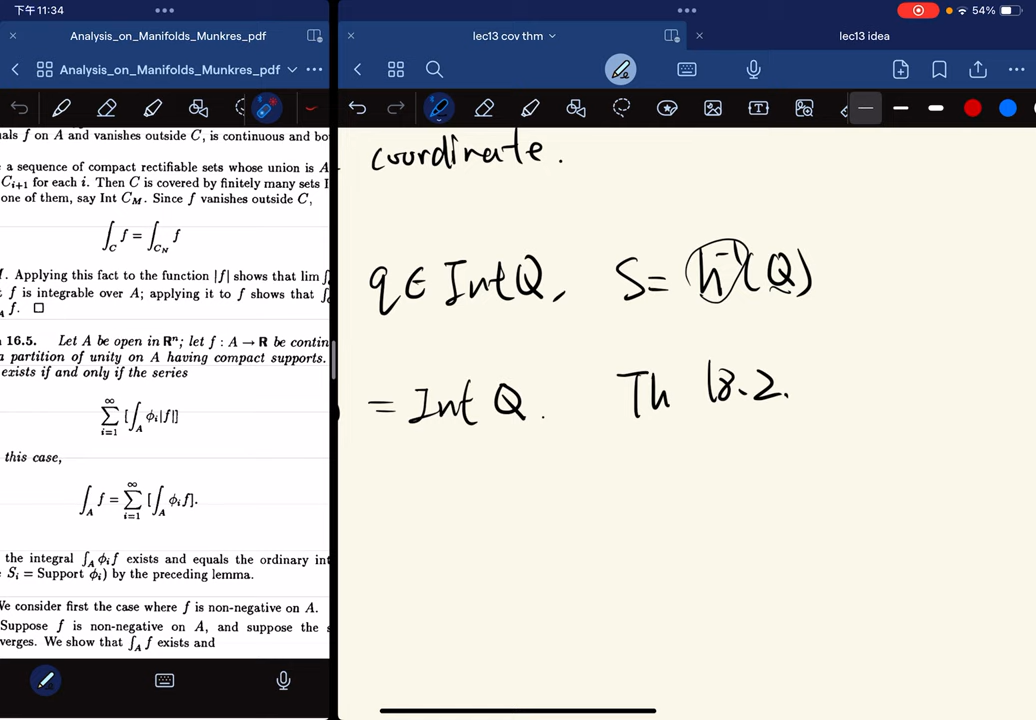 下午11:34
54%
Analysis_on_Manifolds_Munkres_pdf
lec13 cov thm
lec13 idea
Analysis_on_Manifolds_Munkres_pdf
als f on A and vanishes outside C, is continuous and bo
a sequence of compact rectifiable sets whose union is A
C_{i+1} for each i. Then C is covered by finitely many sets I
one of them, say Int C_M. Since f vanishes outside C,
∫_C f = ∫_{C_N} f
. Applying this fact to the function |f| shows that lim ∫
f is integrable over A; applying it to f shows that ∫
_A f. □
16.5. Let A be open in R^n; let f : A → R be contin
a partition of unity on A having compact supports.
exists if and only if the series
∑_{i=1}^∞ [∫_A φ_i|f|]
this case,
∫_A f = ∑_{i=1}^∞ [∫_A φ_i f].
the integral ∫_A φ_i f exists and equals the ordinary int
S_i = Support φ_i) by the preceding lemma.
We consider first the case where f is non-negative on A.
Suppose f is non-negative on A, and suppose the s
verges. We show that ∫_A f exists and
coordinate.
q ∈ Int Q, S = h^{-1}(Q)
) = Int Q. Th 18.2.